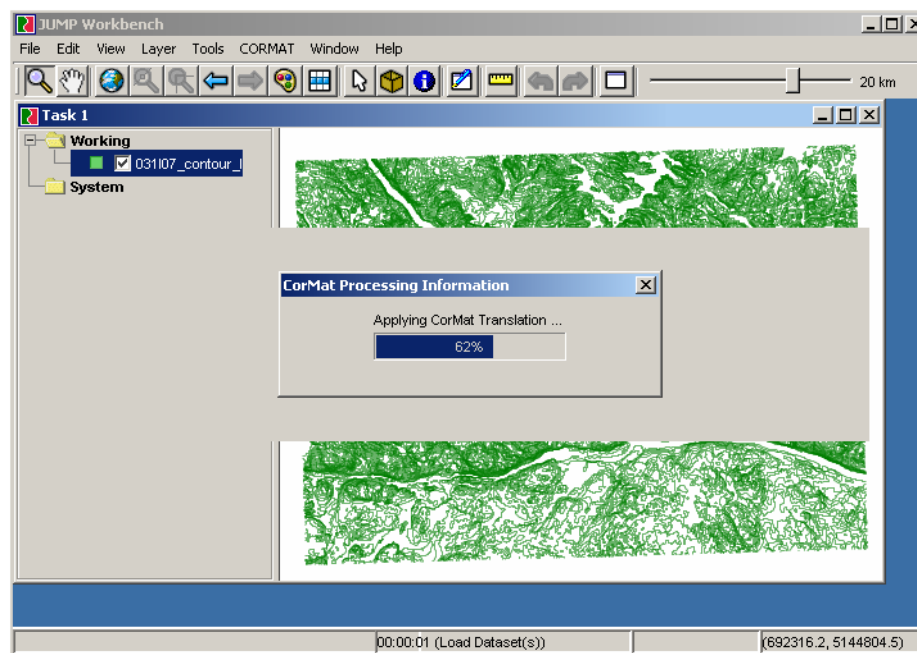 JUMP Workbench
File Edit View Layer Tools CORMAT Window Help
20 km
Task 1
Working
031I07_contour_l
System
CorMat Processing Information
Applying CorMat Translation ...
62%
00:00:01 (Load Dataset(s))
(692316.2, 5144804.5)